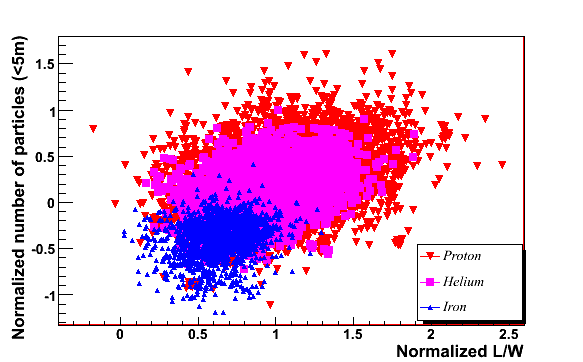 Normalized number of particles (<5m)
1.5
1
0.5
0
-0.5
-1
Proton
Helium
Iron
0 0.5 1 1.5 2 2.5
Normalized L/W